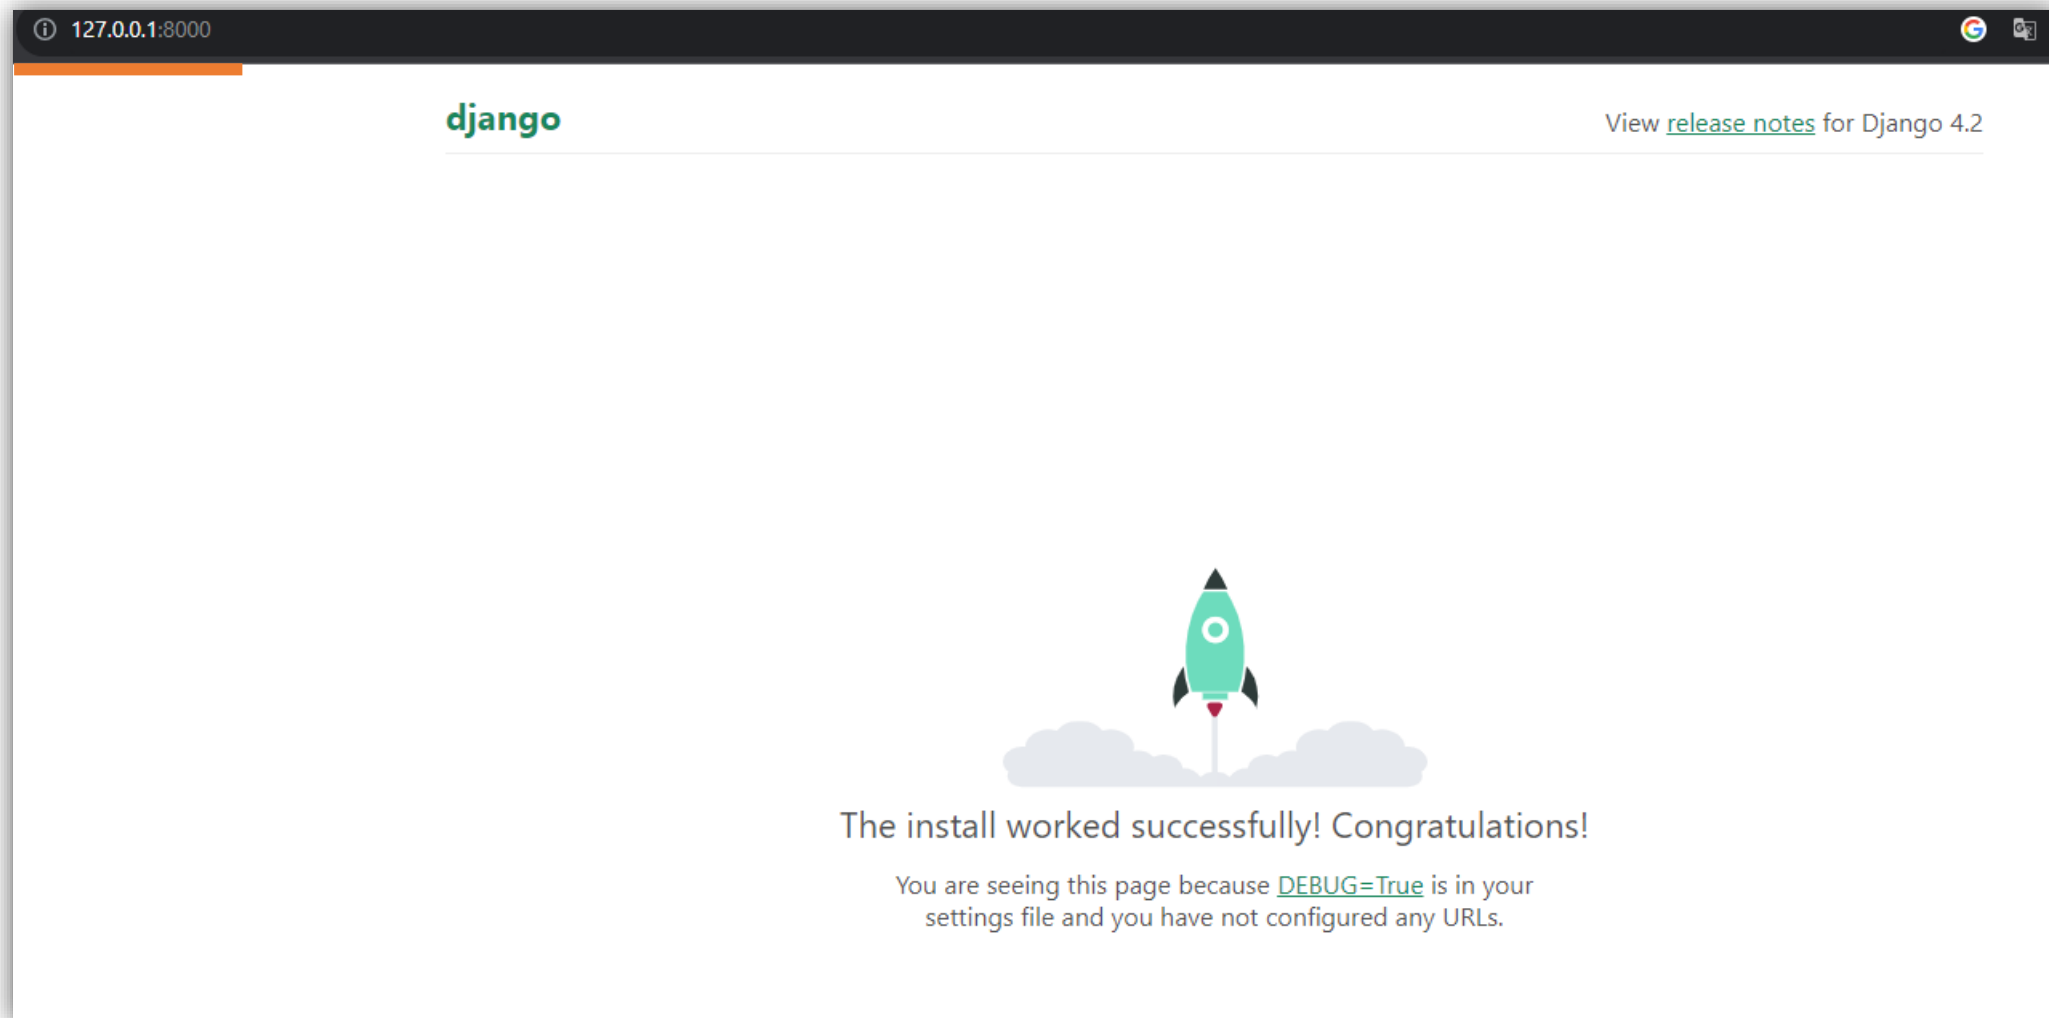 127.0.0.1:8000
django
View release notes for Django 4.2
The install worked successfully! Congratulations!
You are seeing this page because DEBUG=True is in your
settings file and you have not configured any URLs.